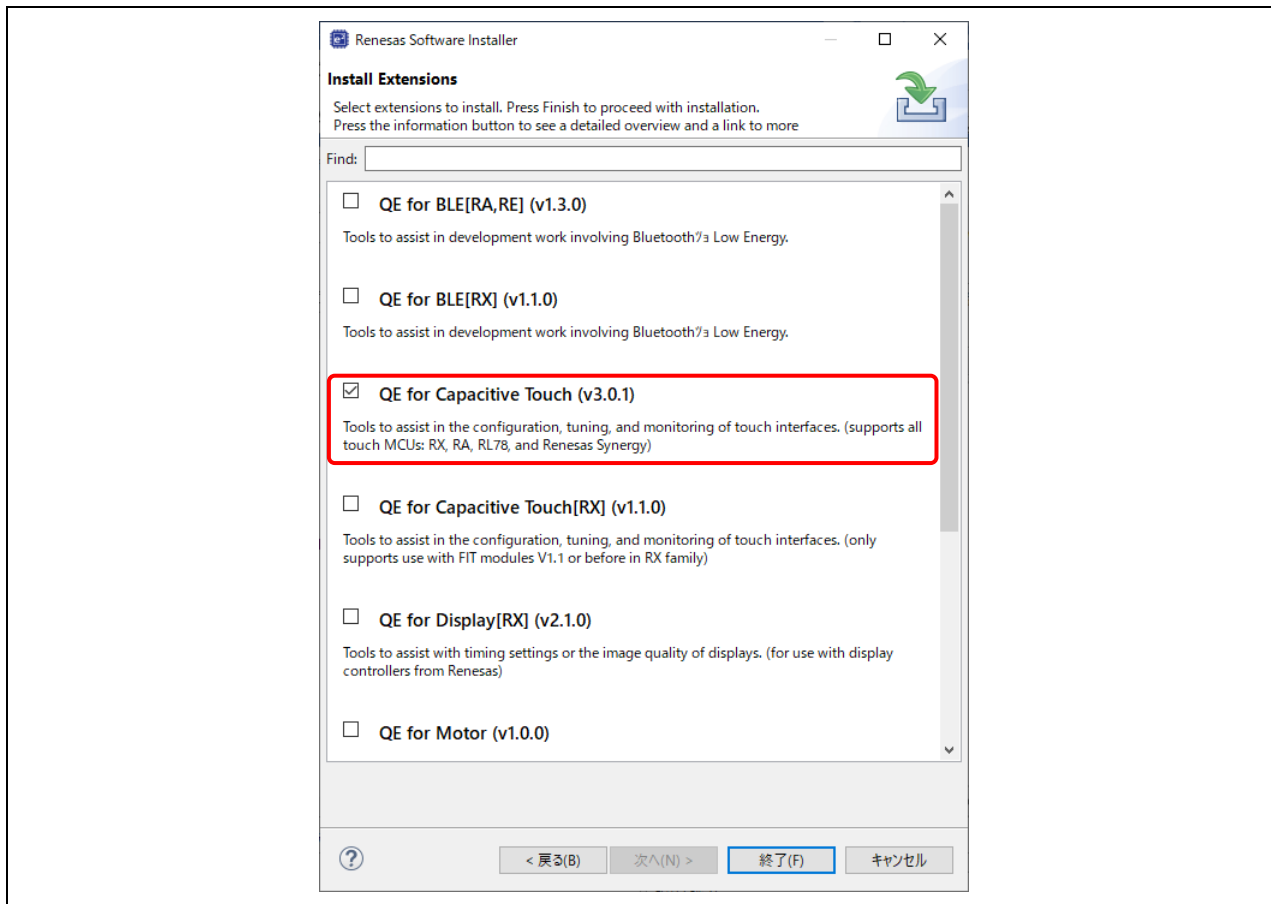 Renesas Software Installer
Install Extensions
Select extensions to install. Press Finish to proceed with installation.
Press the information button to see a detailed overview and a link to more
Find:
QE for BLE[RA,RE] (v1.3.0)
Tools to assist in development work involving Bluetoothｮ Low Energy.
QE for BLE[RX] (v1.1.0)
Tools to assist in development work involving Bluetoothｮ Low Energy.
QE for Capacitive Touch (v3.0.1)
Tools to assist in the configuration, tuning, and monitoring of touch interfaces. (supports all
touch MCUs: RX, RA, RL78, and Renesas Synergy)
QE for Capacitive Touch[RX] (v1.1.0)
Tools to assist in the configuration, tuning, and monitoring of touch interfaces. (only
supports use with FIT modules V1.1 or before in RX family)
QE for Display[RX] (v2.1.0)
Tools to assist with timing settings or the image quality of displays. (for use with display
controllers from Renesas)
QE for Motor (v1.0.0)
< 戻る(B) 次へ(N) > 終了(F) キャンセル